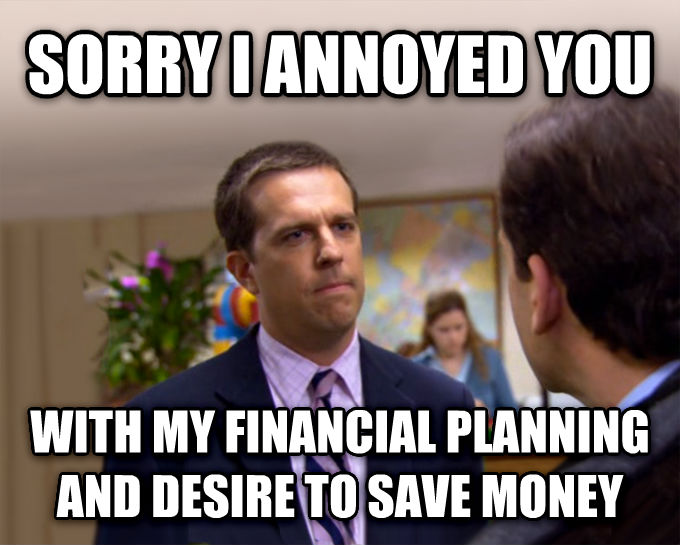 SORRY I ANNOYED YOU
WITH MY FINANCIAL PLANNING
AND DESIRE TO SAVE MONEY